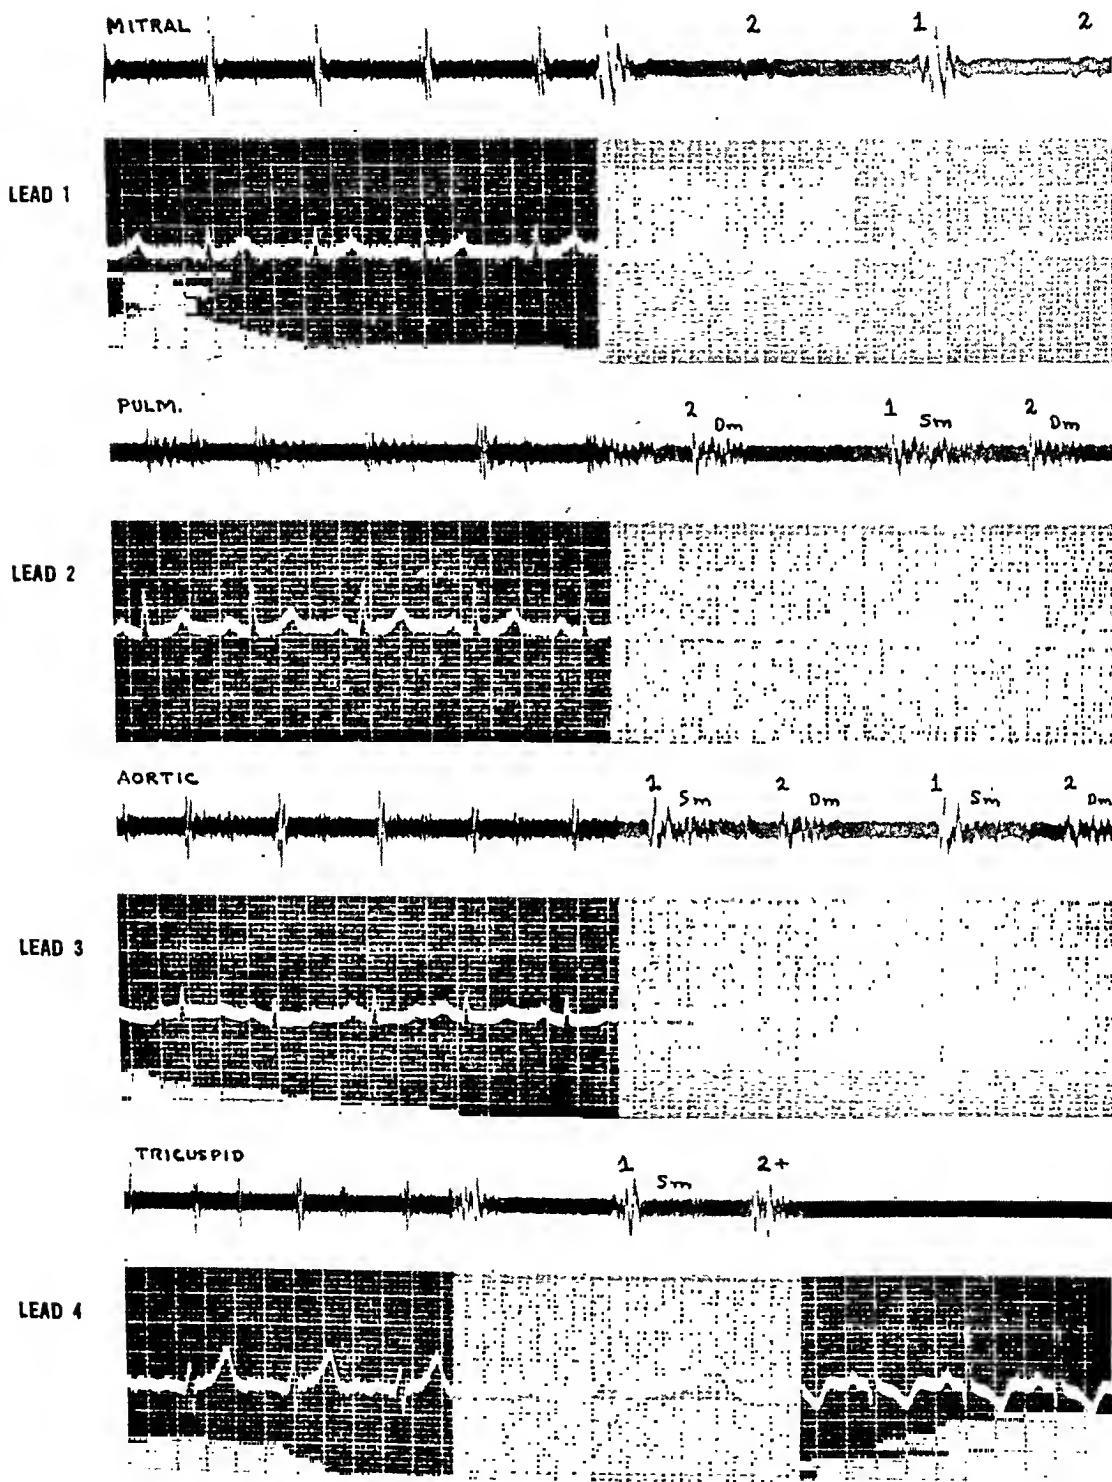 MITRAL 2 1 2
LEAD 1
PULM. 2 Dm 1 Sm 2 Dm
LEAD 2
AORTIC 1 Sm 2 Dm 1 Sm 2 Dm
LEAD 3
TRICUSPID 1 Sm 2+
LEAD 4